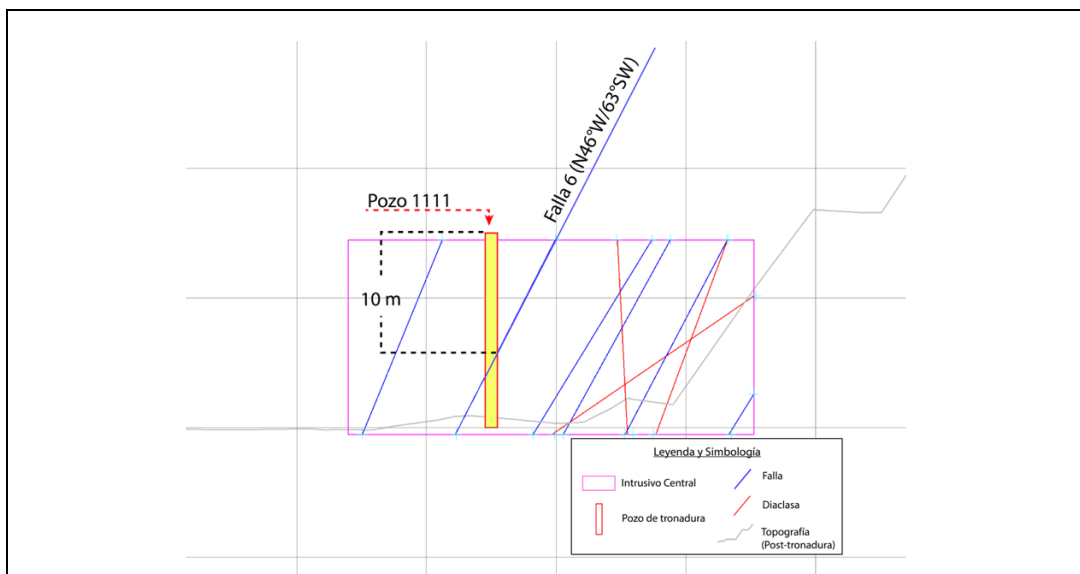 Falla 6 (N46°W/63°SW)
Pozo 1111
10 m
Leyenda y Simbología
Intrusivo Central
Falla
Pozo de tronadura
Diaclasa
Topografía
(Post-tronadura)